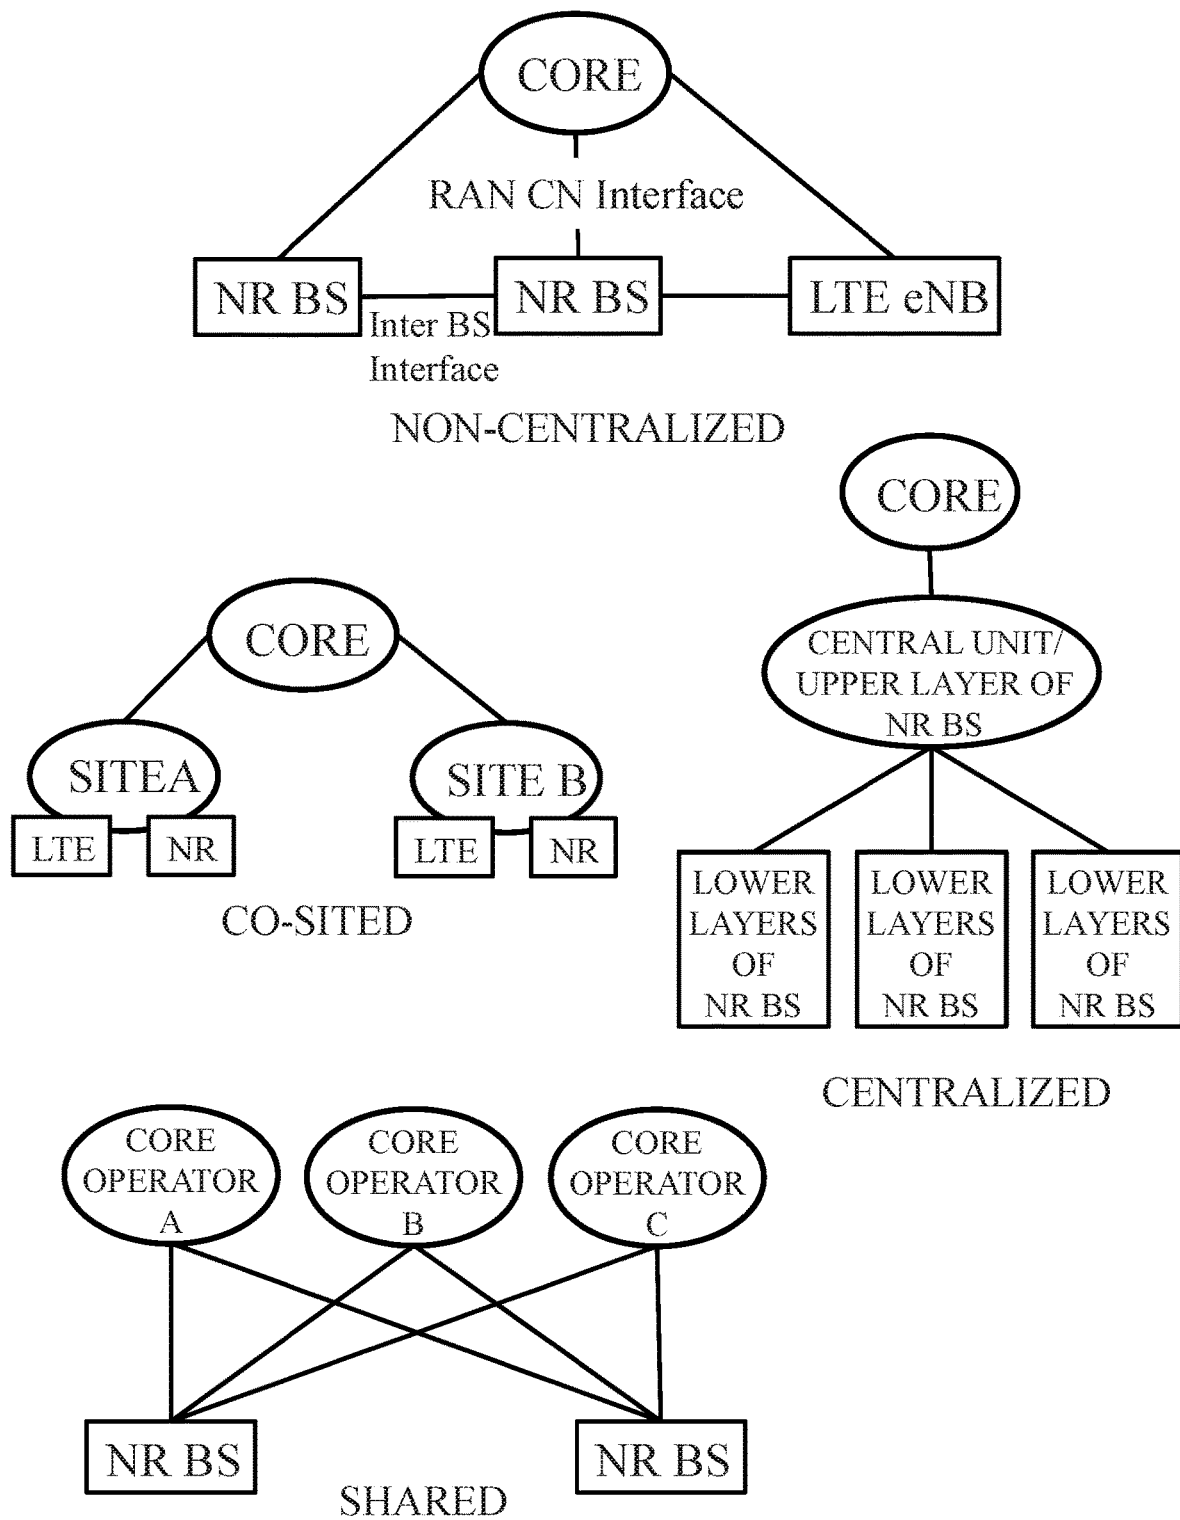 CORE
RAN CN Interface
NR BS
NR BS
LTE eNB
Inter BS
Interface
NON-CENTRALIZED
CORE
CENTRAL UNIT/
UPPER LAYER OF
NR BS
LOWER
LAYERS
OF
NR BS
LOWER
LAYERS
OF
NR BS
LOWER
LAYERS
OF
NR BS
CENTRALIZED
CORE
SITEA
LTE
NR
SITE B
LTE
NR
CO-SITED
CORE
OPERATOR
A
CORE
OPERATOR
B
CORE
OPERATOR
C
NR BS
NR BS
SHARED